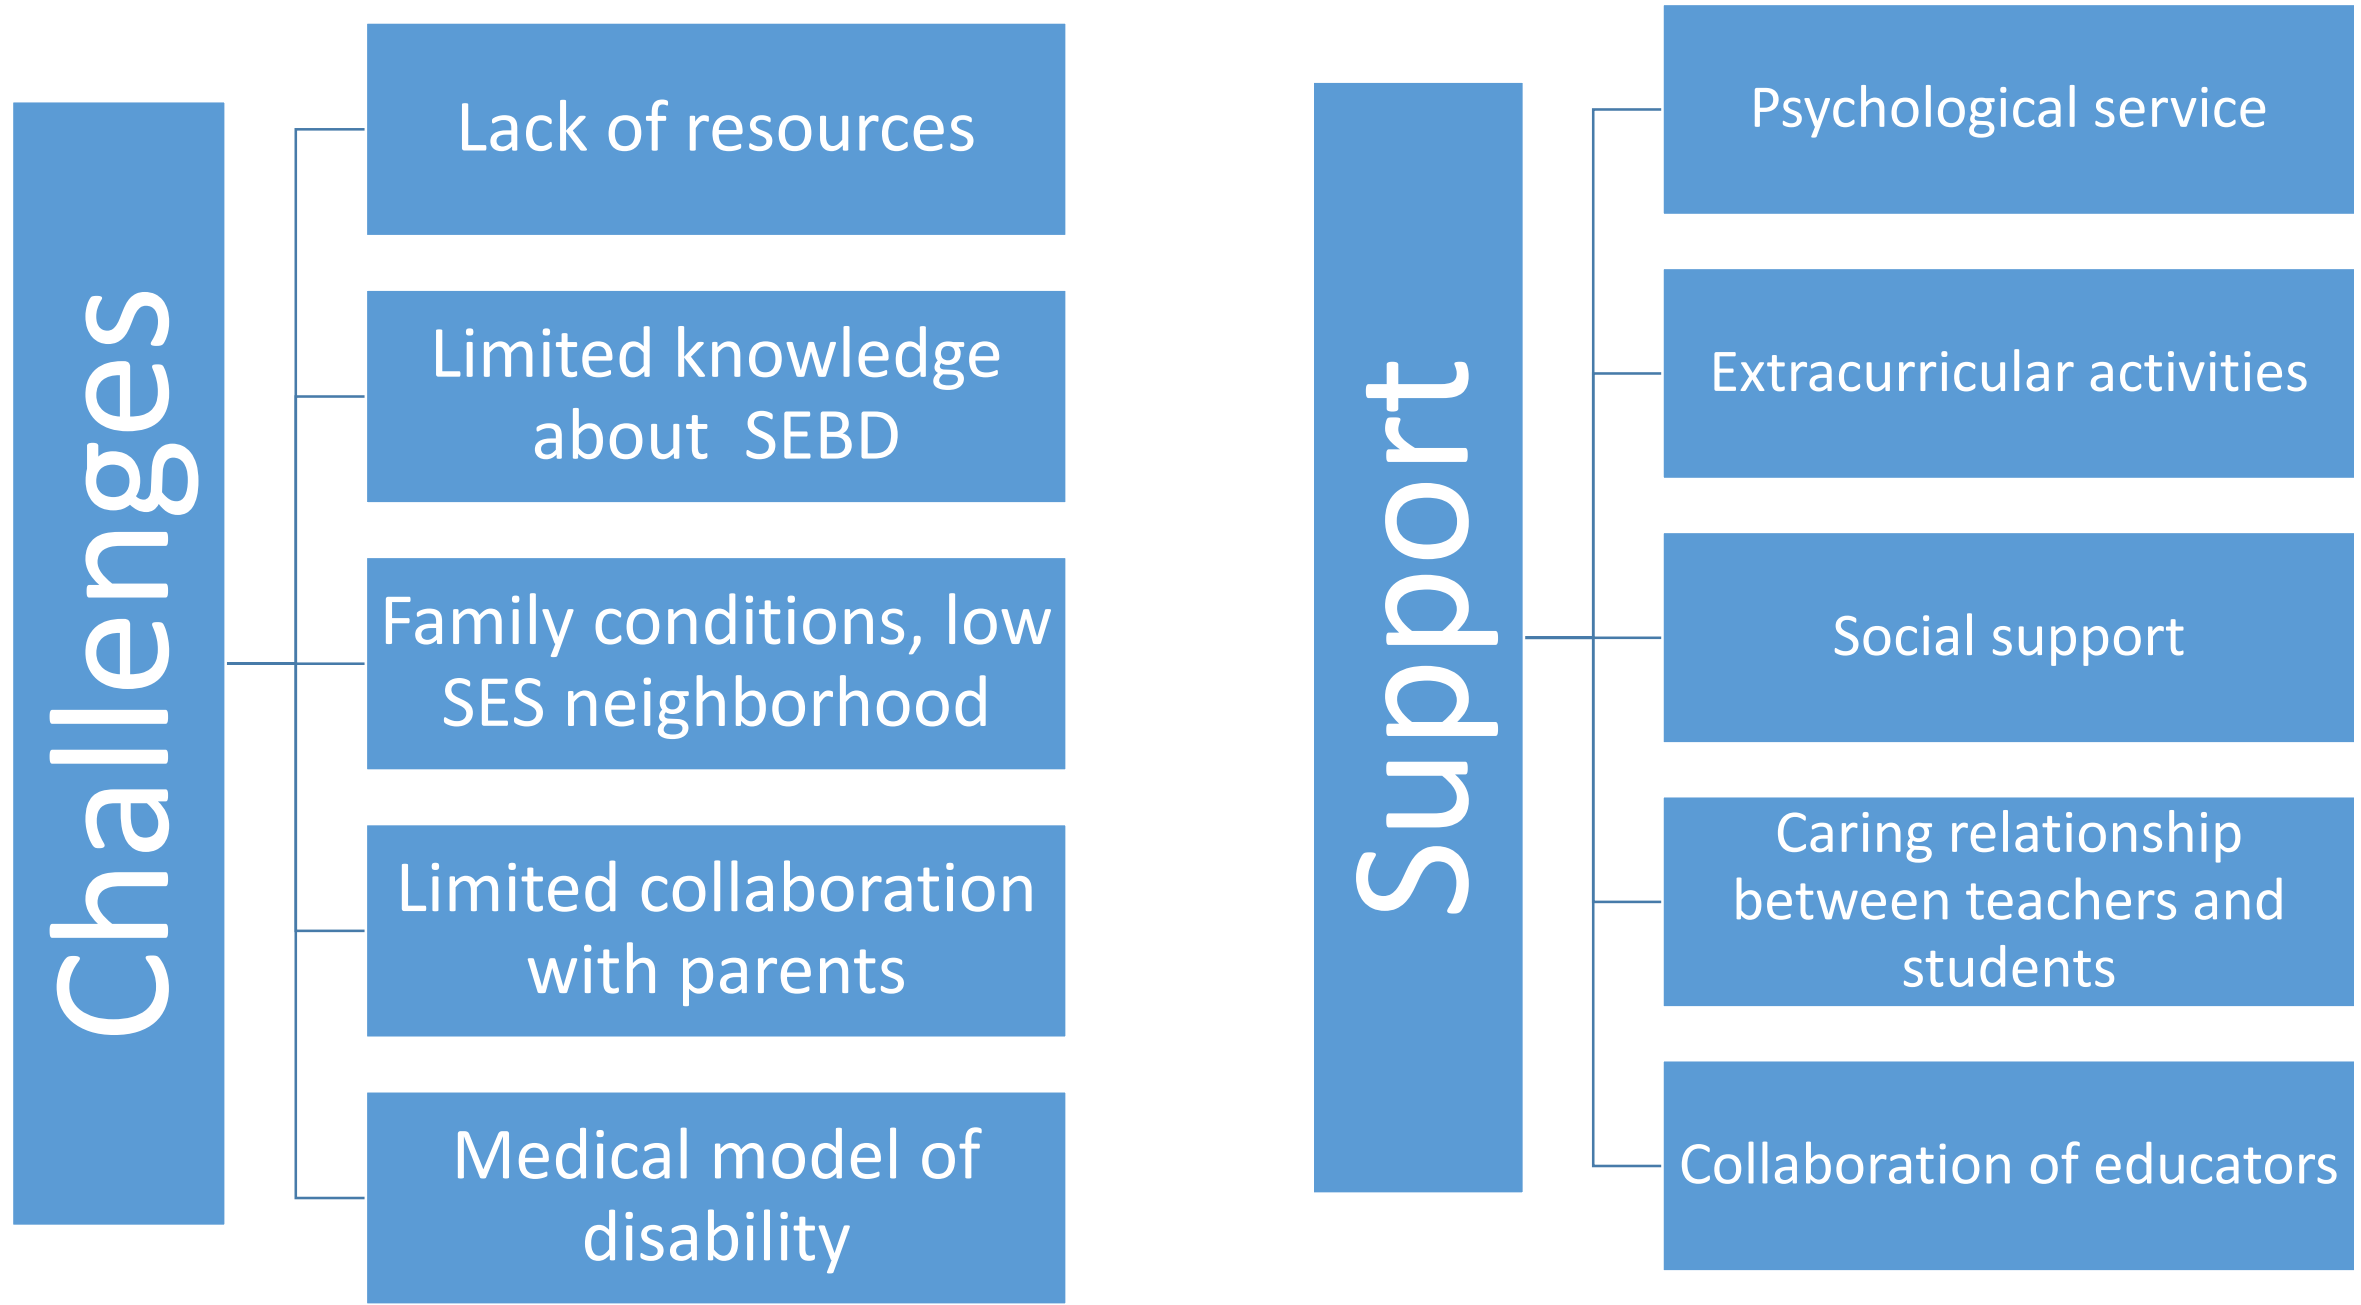 Challenges
Lack of resources
Limited knowledge
about  SEBD
Family conditions, low
SES neighborhood
Limited collaboration
with parents
Medical model of
disability
Support
Psychological service
Extracurricular activities
Social support
Caring relationship
between teachers and
students
Collaboration of educators